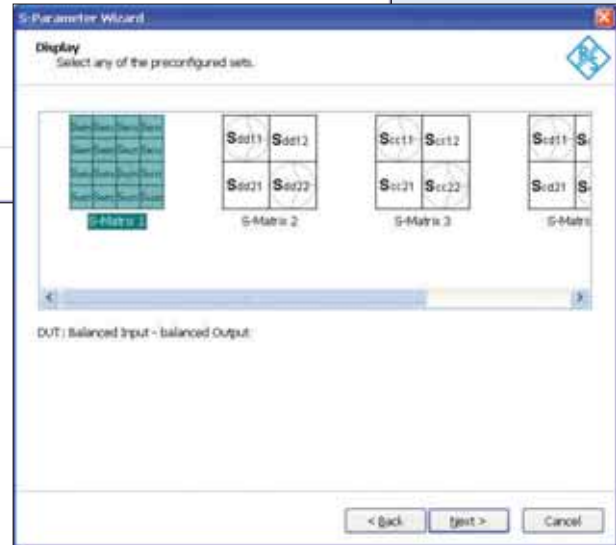 S-Parameter Wizard
Display
Select any of the preconfigured sets.
Sdd11 Sdd12 Scc11 Scc12 Scd11
Sdd21 Sdd22 Scc21 Scc22 Scd21
S-Matrix 1 S-Matrix 2 S-Matrix 3 S-Matrix
DUT: Balanced Input - balanced Output
< Back Next > Cancel